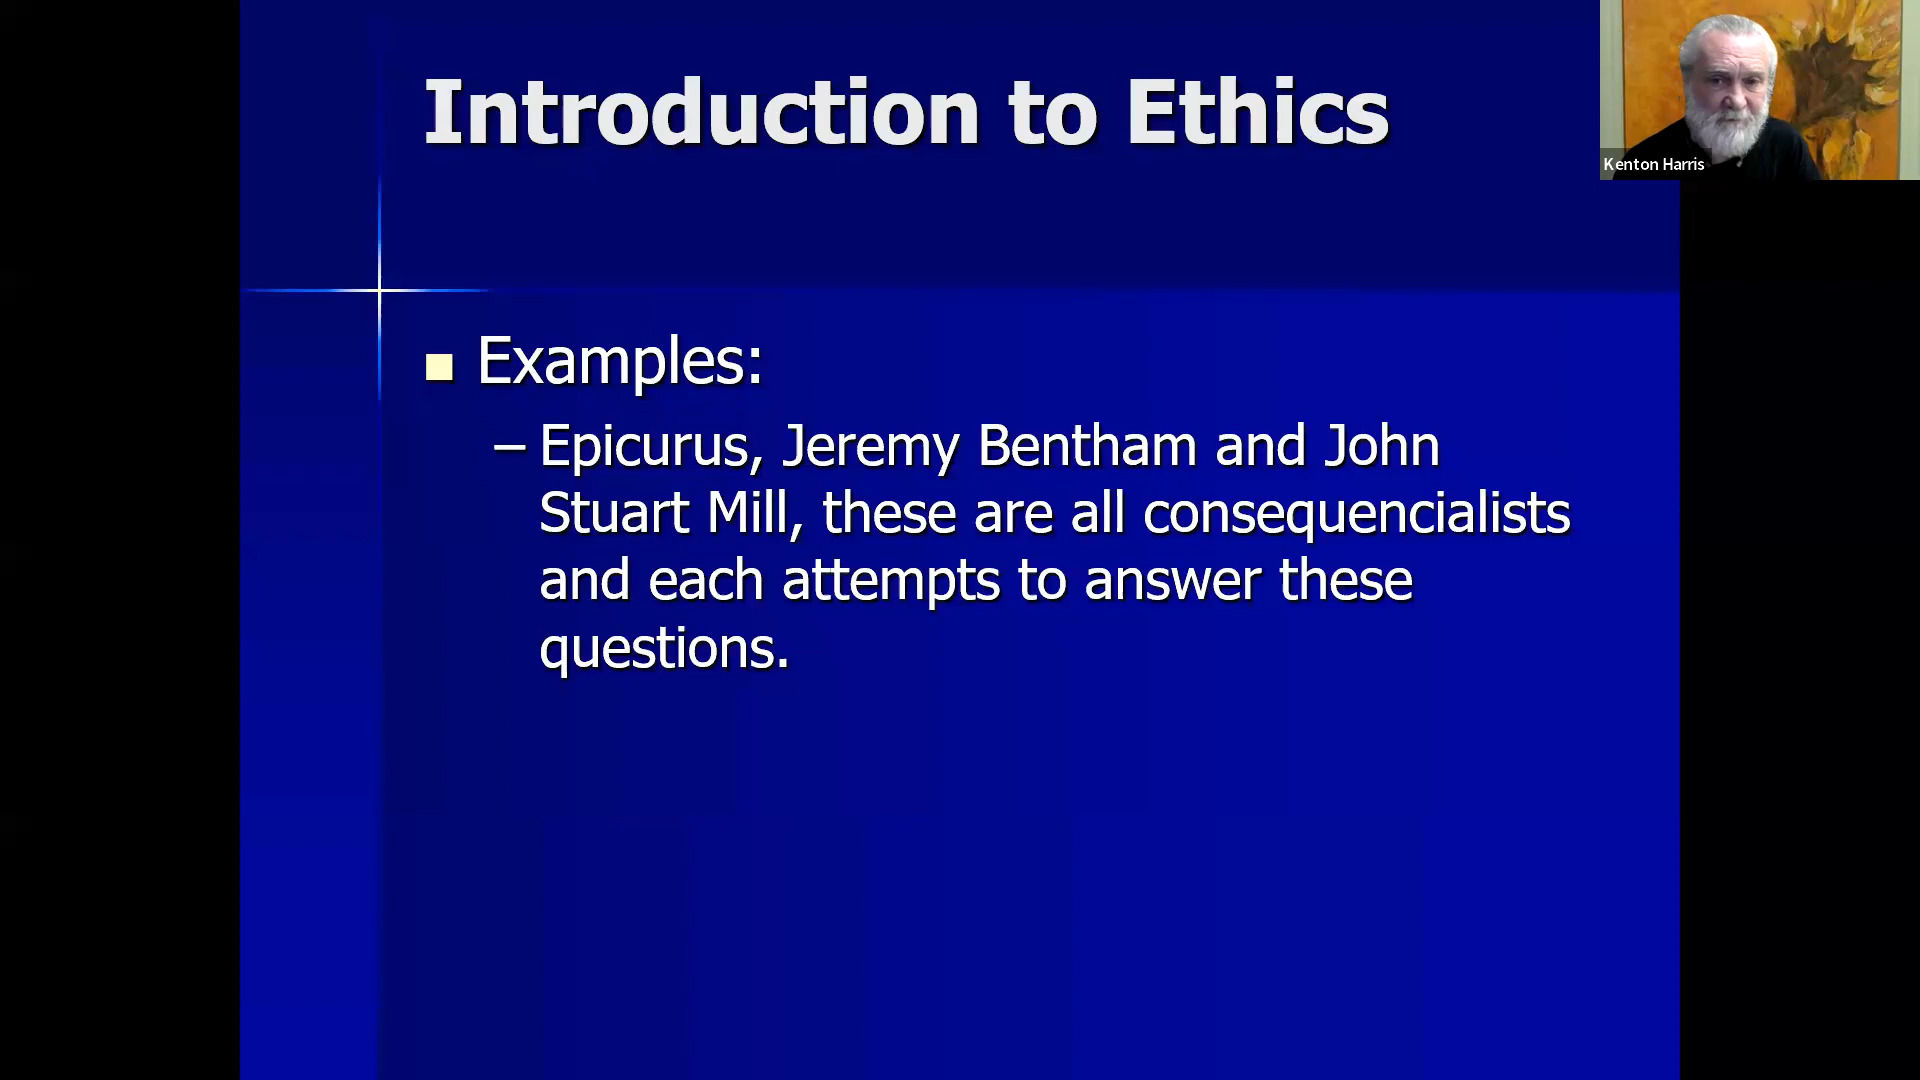 Introduction to Ethics
Kenton Harris
■ Examples:
– Epicurus, Jeremy Bentham and John
Stuart Mill, these are all consequencialists
and each attempts to answer these
questions.